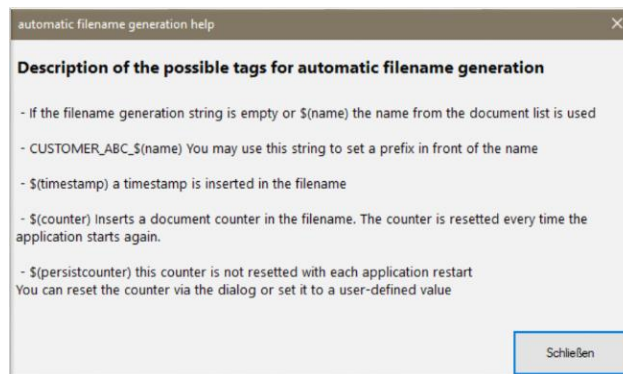 automatic filename generation help
Description of the possible tags for automatic filename generation
- If the filename generation string is empty or $(name) the name from the document list is used
- CUSTOMER_ABC_$(name) You may use this string to set a prefix in front of the name
- $(timestamp) a timestamp is inserted in the filename
- $(counter) Inserts a document counter in the filename. The counter is resetted every time the
application starts again.
- $(persistcounter) this counter is not resetted with each application restart
You can reset the counter via the dialog or set it to a user-defined value
Schließen